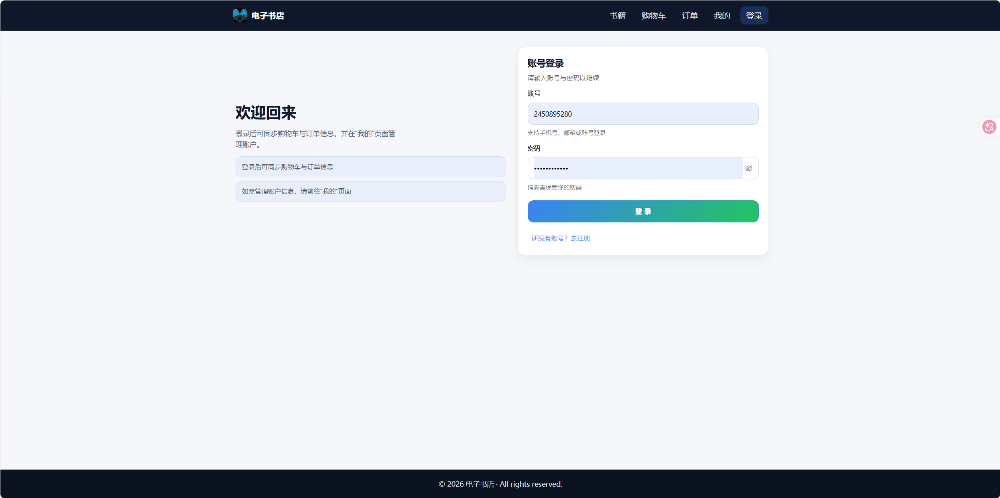 电子书店
书籍 购物车 订单 我的 登录
欢迎回来
登录后可同步购物车与订单信息，并在“我的”页面管
理账户。
登录后可同步购物车与订单信息
如需管理账户信息，请前往“我的”页面
账号登录
请输入账号与密码以继续
账号
2450895280
支持手机号、邮箱或账号登录
密码
••••••••••••
请妥善保管你的密码
登 录
还没有账号？去注册
© 2026 电子书店 · All rights reserved.